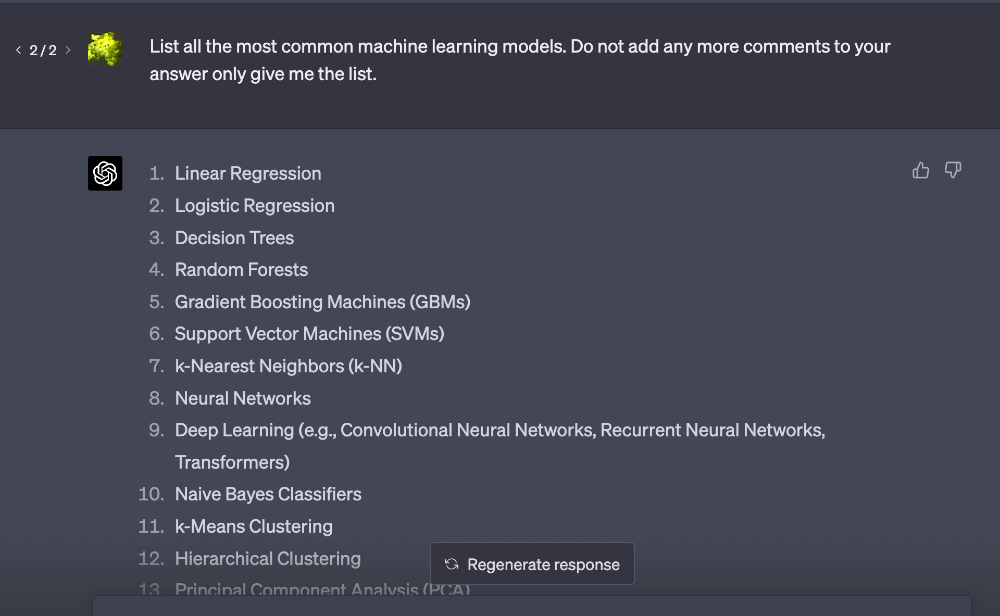 < 2 / 2 >
List all the most common machine learning models. Do not add any more comments to your
answer only give me the list.
1. Linear Regression
2. Logistic Regression
3. Decision Trees
4. Random Forests
5. Gradient Boosting Machines (GBMs)
6. Support Vector Machines (SVMs)
7. k-Nearest Neighbors (k-NN)
8. Neural Networks
9. Deep Learning (e.g., Convolutional Neural Networks, Recurrent Neural Networks,
Transformers)
10. Naive Bayes Classifiers
11. k-Means Clustering
12. Hierarchical Clustering
Regenerate response
13. Principal Component Analysis (PCA)